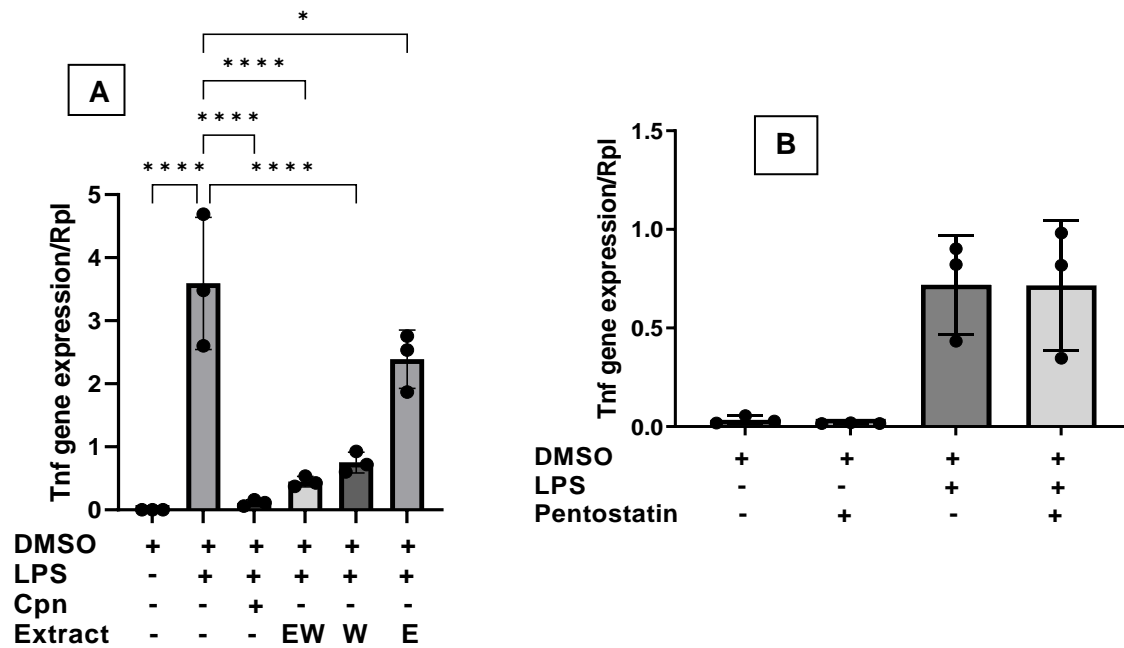 *
****
A
****
**** ****
Tnf gene expression/Rpl
5
4
3
2
1
0
DMSO + + + + + +
LPS - + + + + +
Cpn - - + - - -
Extract - - - EW W E
B
Tnf gene expression/Rpl
1.5
1.0
0.5
0.0
DMSO + + + +
LPS - - + +
Pentostatin - + - +